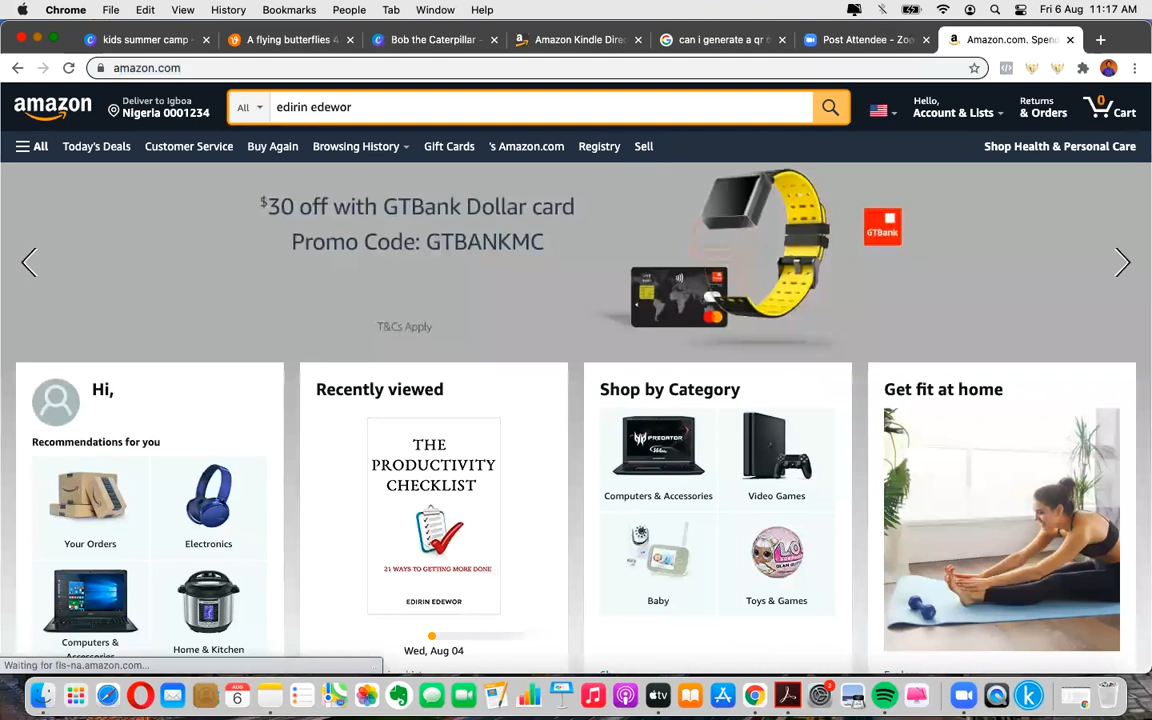 Chrome File Edit View History Bookmarks People Tab Window Help Fri 6 Aug 11:17 AM
kids summer camp - A flying butterflies 4 Bob the Caterpillar - Amazon Kindle Dire can i generate a qr c Post Attendee - Zoo Amazon.com. Spend
amazon.com
amazon Deliver to Igboa All edirin edewor Hello, Returns 0
Nigeria 0001234 Account & Lists & Orders Cart
All Today's Deals Customer Service Buy Again Browsing History Gift Cards 's Amazon.com Registry Sell Shop Health & Personal Care
$30 off with GTBank Dollar card
Promo Code: GTBANKMC
GTBank
T&Cs Apply
Hi, Recently viewed Shop by Category Get fit at home
Recommendations for you
THE
PRODUCTIVITY
CHECKLIST
21 WAYS TO GETTING MORE DONE
EDIRIN EDEWOR
Wed, Aug 04
PREDATOR
Computers & Accessories Video Games
Baby Toys & Games
Your Orders Electronics
Computers & Home & Kitchen
Accessories
Waiting for fls-na.amazon.com...
AUG
6
tv
2